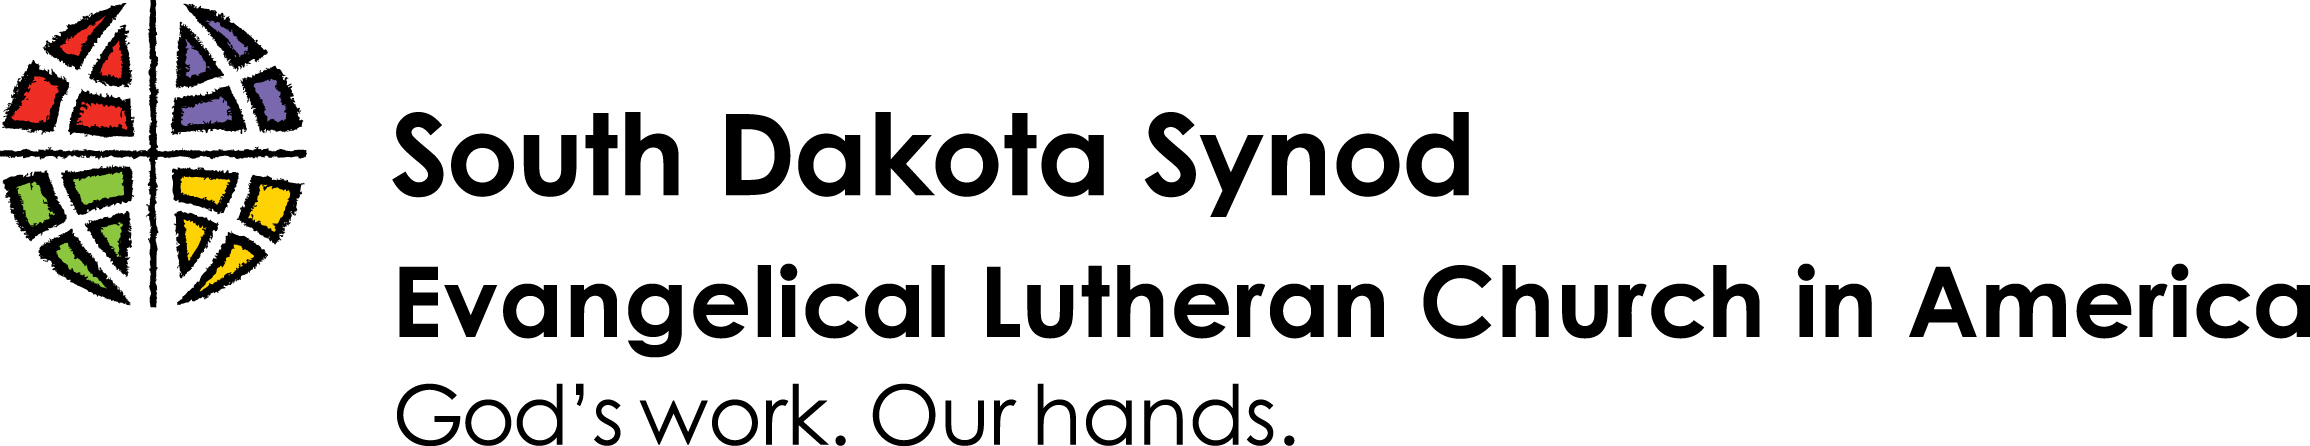 South Dakota Synod
Evangelical Lutheran Church in America
God’s work. Our hands.